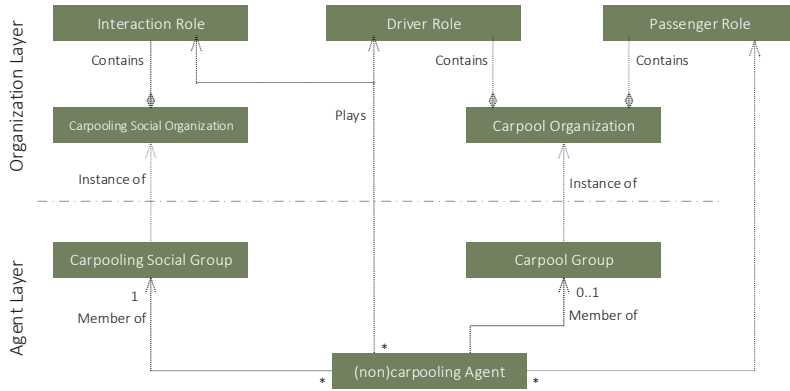 Organization Layer
Interaction Role
Driver Role
Passenger Role
Contains
Contains
Contains
Plays
Carpooling Social Organization
Carpool Organization
Instance of
Instance of
Agent Layer
Carpooling Social Group
Carpool Group
1
Member of
0..1
Member of
*
(non)carpooling Agent
*
*